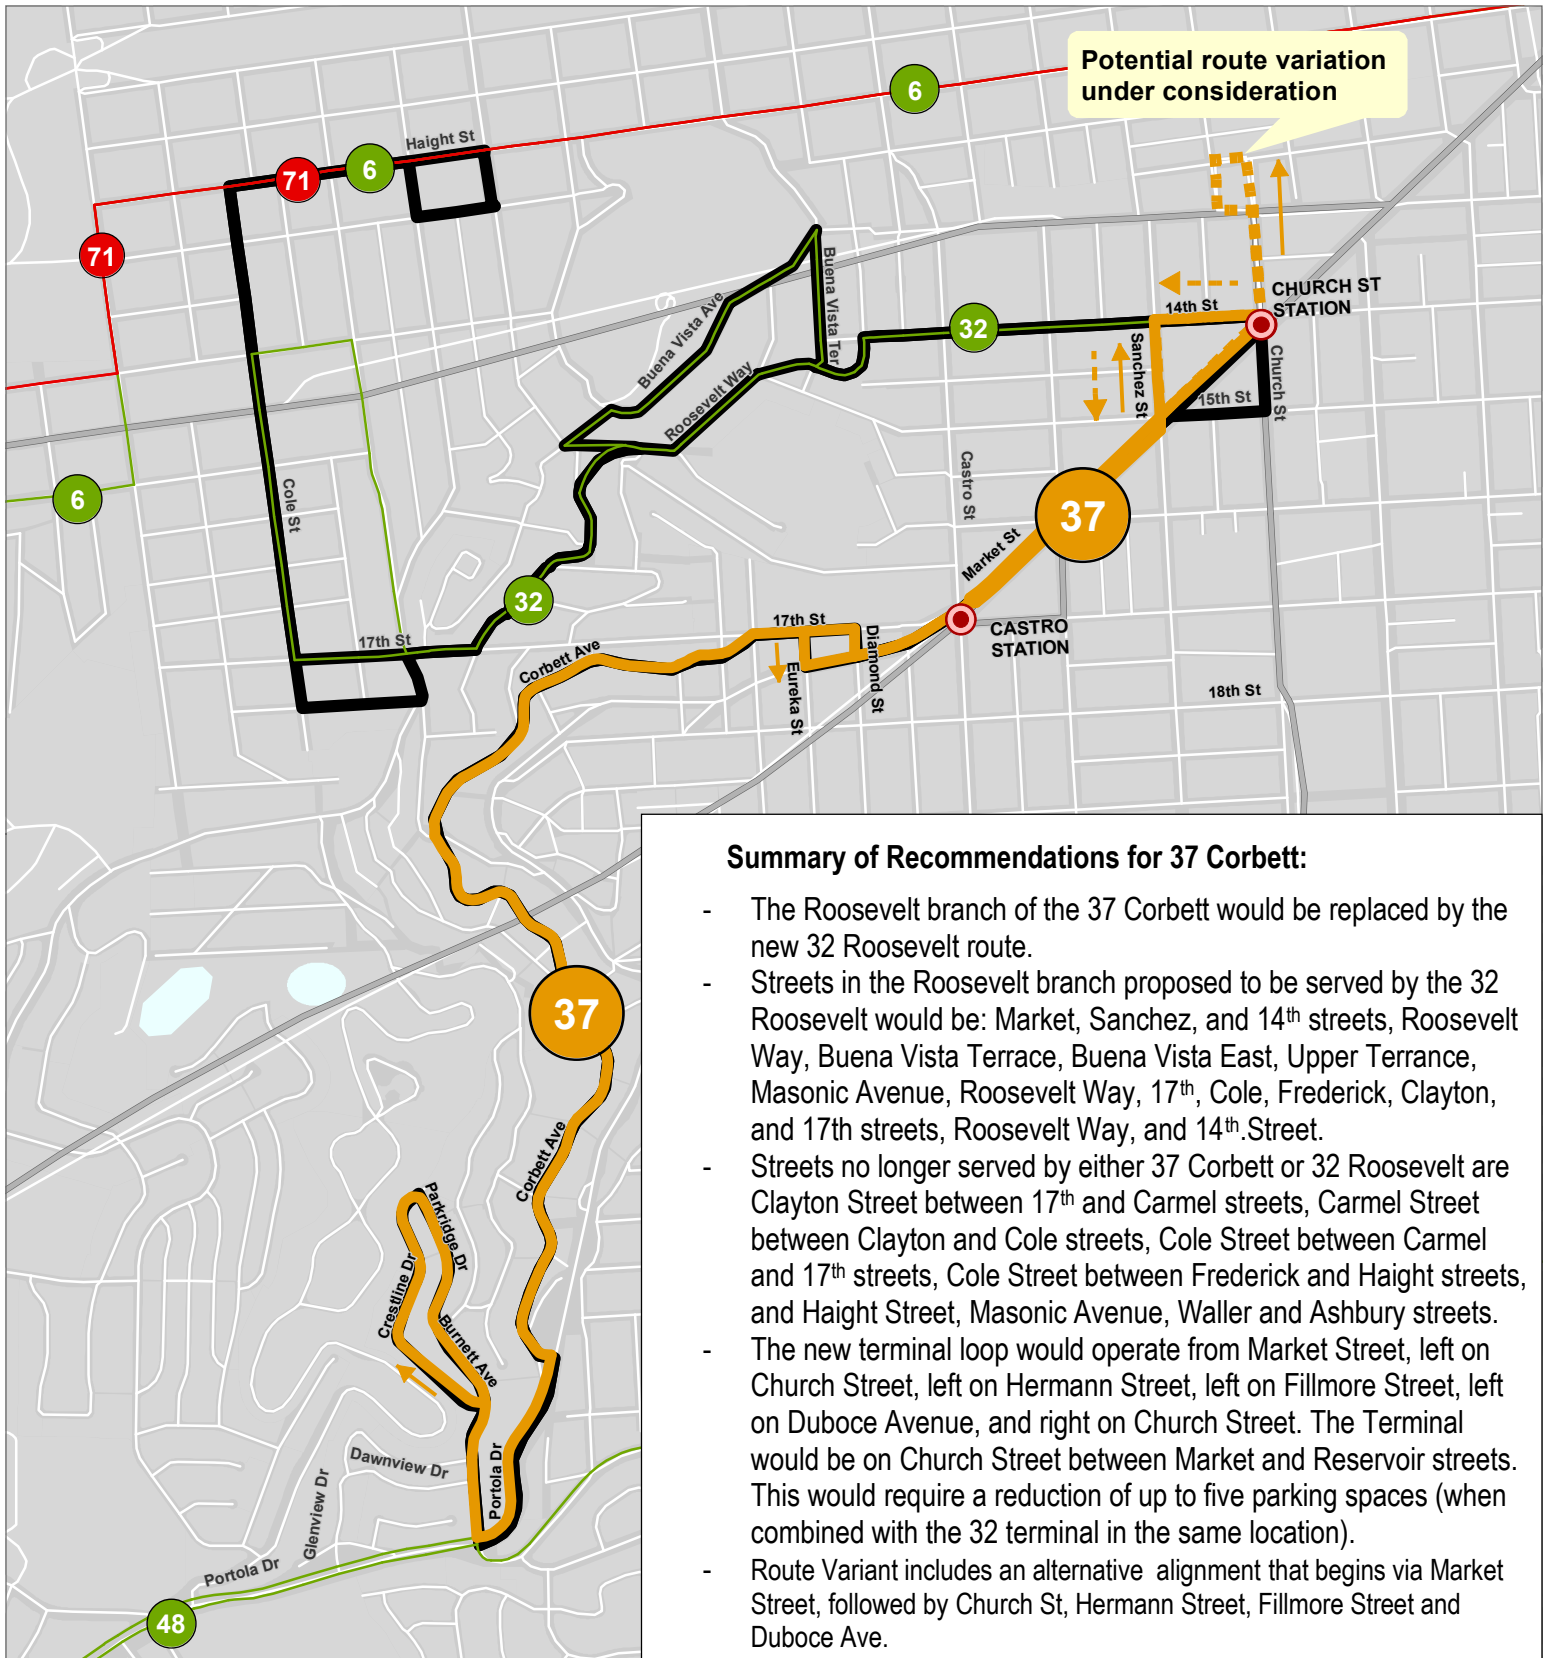 Potential route variation
under consideration
6
Haight St
6
71
71
Buena Vista Ter
Buena Vista Ave
CHURCH ST
STATION
14th St
32
Sanchez St
Church St
Roosevelt Way
15th St
Castro St
Cole St
6
37
Market St
32
17th St
17th St
Diamond St
CASTRO
STATION
Corbett Ave
Eureka St
18th St
37
Corbett Ave
Parkridge Dr
Crestline Dr
Burnett Ave
Dawnview Dr
Portola Dr
Glenview Dr
Portola Dr
48
Summary of Recommendations for 37 Corbett:
- The Roosevelt branch of the 37 Corbett would be replaced by the
new 32 Roosevelt route.
- Streets in the Roosevelt branch proposed to be served by the 32
Roosevelt would be: Market, Sanchez, and 14th streets, Roosevelt
Way, Buena Vista Terrace, Buena Vista East, Upper Terrance,
Masonic Avenue, Roosevelt Way, 17th, Cole, Frederick, Clayton,
and 17th streets, Roosevelt Way, and 14th.Street.
- Streets no longer served by either 37 Corbett or 32 Roosevelt are
Clayton Street between 17th and Carmel streets, Carmel Street
between Clayton and Cole streets, Cole Street between Carmel
and 17th streets, Cole Street between Frederick and Haight streets,
and Haight Street, Masonic Avenue, Waller and Ashbury streets.
- The new terminal loop would operate from Market Street, left on
Church Street, left on Hermann Street, left on Fillmore Street, left
on Duboce Avenue, and right on Church Street. The Terminal
would be on Church Street between Market and Reservoir streets.
This would require a reduction of up to five parking spaces (when
combined with the 32 terminal in the same location).
- Route Variant includes an alternative alignment that begins via Market
Street, followed by Church St, Hermann Street, Fillmore Street and
Duboce Ave.